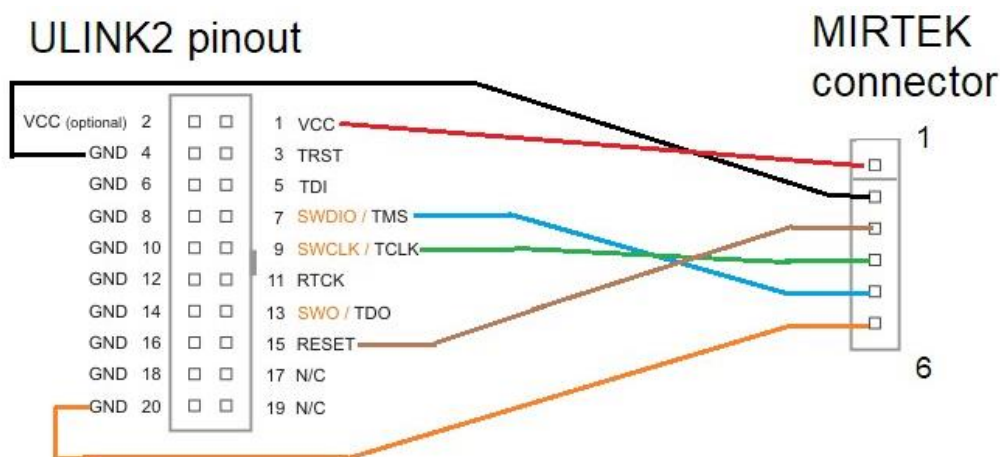 ULINK2 pinout
MIRTEK
connector
VCC (optional) 2
1 VCC
GND 4
3 TRST
GND 6
5 TDI
GND 8
7 SWDIO / TMS
GND 10
9 SWCLK / TCLK
GND 12
11 RTCK
GND 14
13 SWO / TDO
GND 16
15 RESET
GND 18
17 N/C
GND 20
19 N/C
1
6